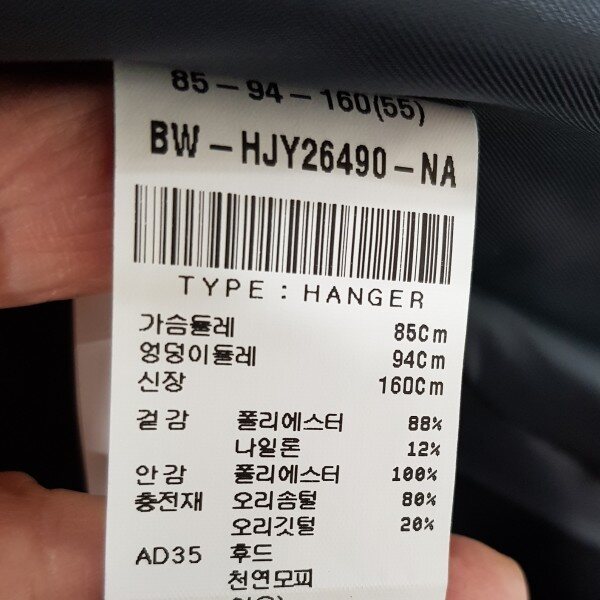 85-94-160(55)
BW-HJY26490-NA
TYPE : HANGER
가슴둘레 85Cm
엉덩이둘레 94Cm
신장 160Cm
겉감 폴리에스터 88%
나일론 12%
안감 폴리에스터 100%
충전재 오리솜털 80%
오리깃털 20%
AD35 후드
천연모피